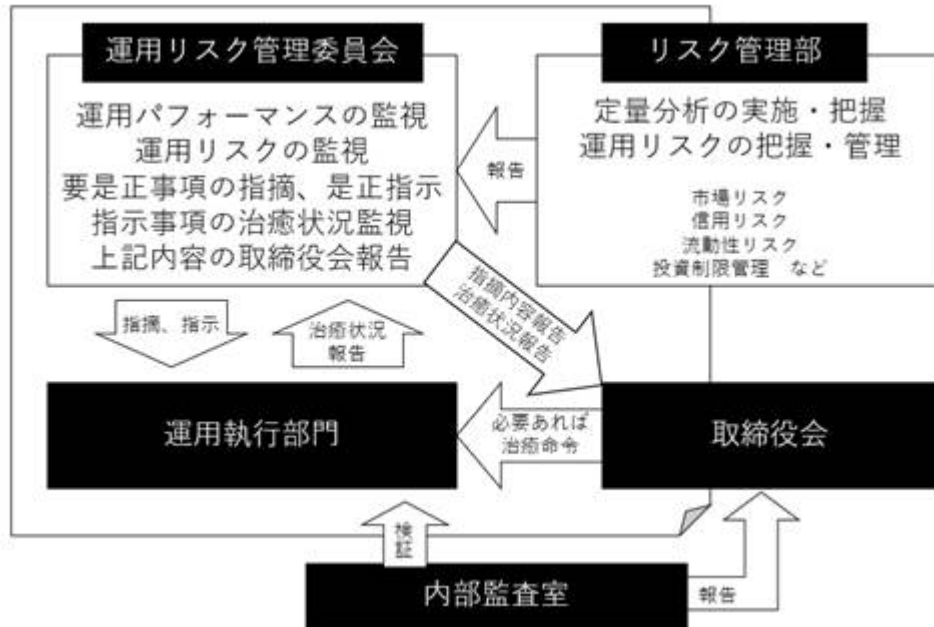 運用リスク管理委員会
運用パフォーマンスの監視
運用リスクの監視
要是正事項の指摘、是正指示
指示事項の治癒状況監視
上記内容の取締役会報告
報告
リスク管理部
定量分析の実施・把握
運用リスクの把握・管理
市場リスク
信用リスク
流動性リスク
投資制限管理　など
指摘、指示
治癒状況
報告
指摘内容報告
治癒状況報告
運用執行部門
必要あれば
治癒命令
取締役会
検証
内部監査室
報告